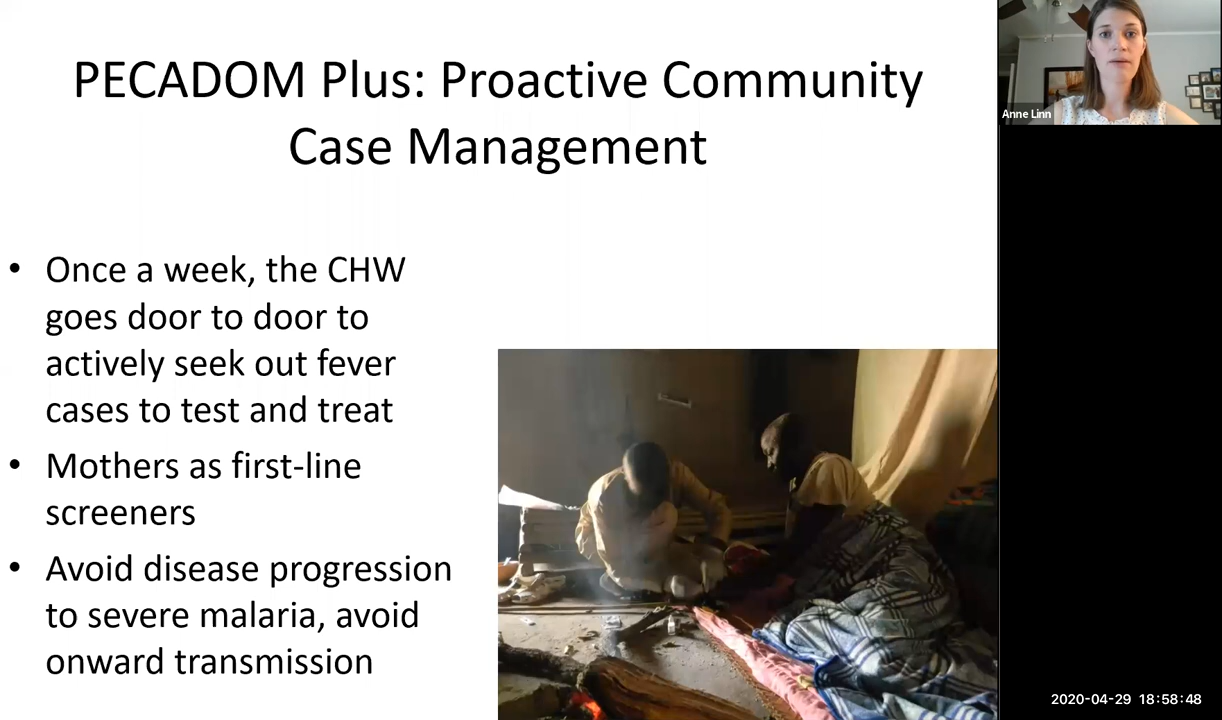 PECADOM Plus: Proactive Community
Case Management
• Once a week, the CHW
goes door to door to
actively seek out fever
cases to test and treat
• Mothers as first-line
screeners
• Avoid disease progression
to severe malaria, avoid
onward transmission
Anne Linn
2020-04-29 18:58:48